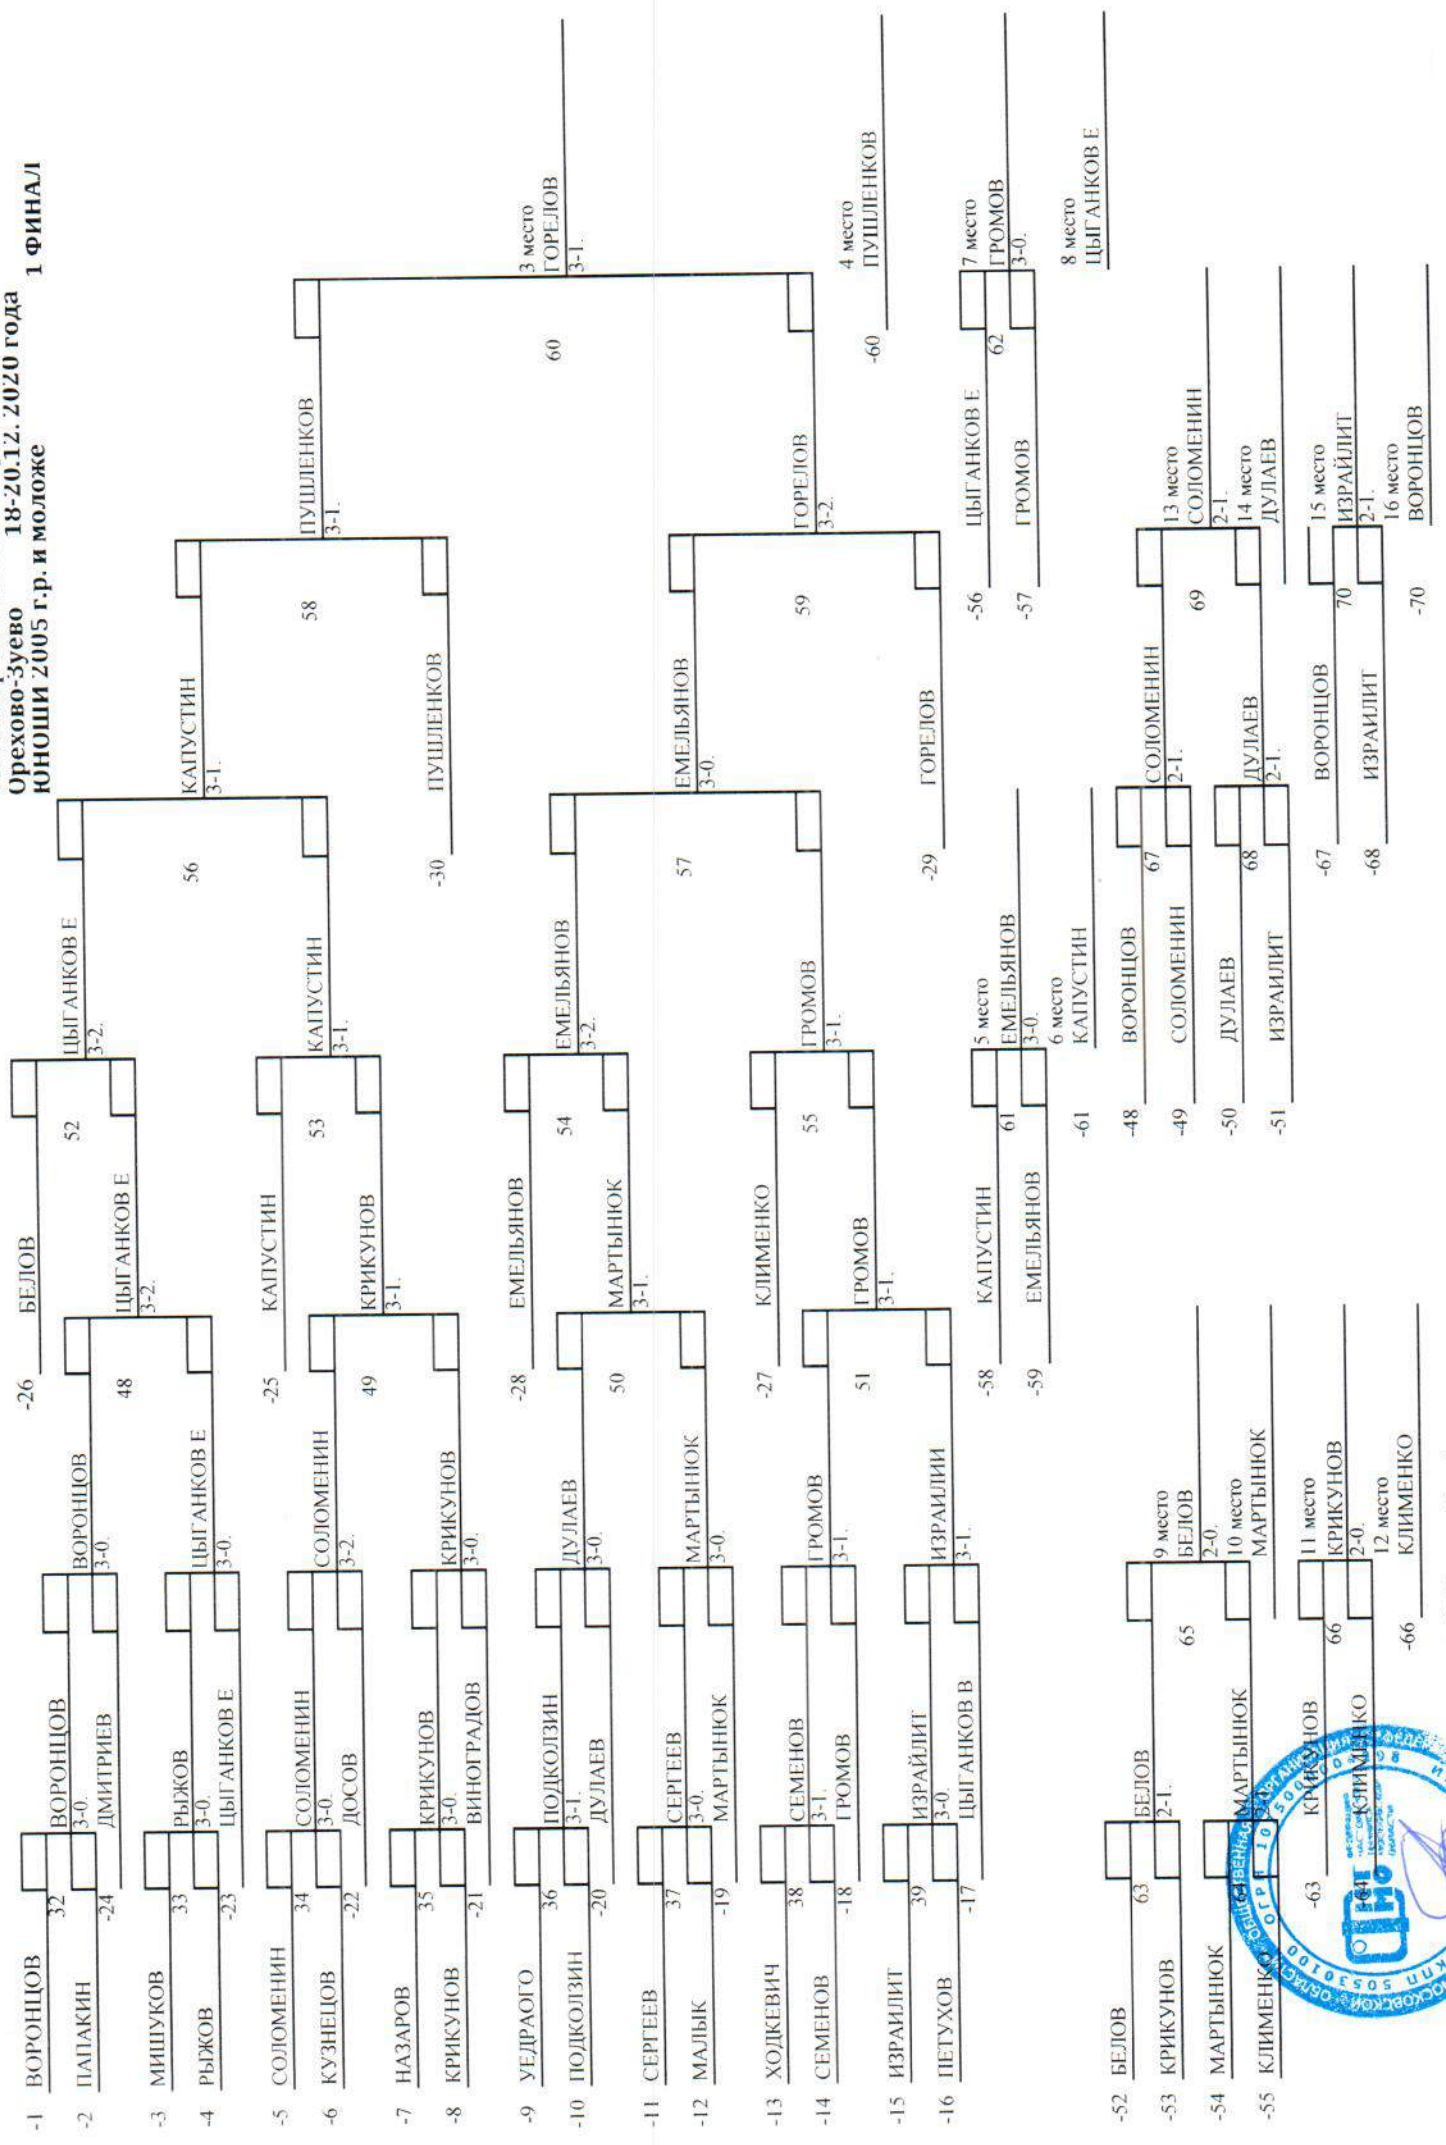 Орехово-Зуево 18-20.12. 2020 года
ЮНОШИ 2005 г.р. и моложе 1 ФИНАЛ
-1 ВОРОНЦОВ
32
ВОРОНЦОВ
3-0.
-2 ПАПАКИН
-24 ДМИТРИЕВ
ВОРОНЦОВ
3-0.
-3 МИШУКОВ
33
РЫЖОВ
3-0.
-4 РЫЖОВ
-23 ЦЫГАНКОВ Е
ЦЫГАНКОВ Е
3-0.
-5 СОЛОМЕНИН
34
СОЛОМЕНИН
3-0.
-6 КУЗНЕЦОВ
-22 ДОСОВ
СОЛОМЕНИН
3-2.
-7 НАЗАРОВ
35
КРИКУНОВ
3-0.
-8 КРИКУНОВ
-21 ВИНОГРАДОВ
КРИКУНОВ
3-0.
-9 УЕДРАОГО
36
ПОДКОЛЗИН
3-1.
-10 ПОДКОЛЗИН
-20 ДУЛАЕВ
ДУЛАЕВ
3-0.
-11 СЕРГЕЕВ
37
СЕРГЕЕВ
3-0.
-12 МАЛЫК
-19 МАРТЫНЮК
МАРТЫНЮК
3-0.
-13 ХОДКЕВИЧ
38
СЕМЕНОВ
3-1.
-14 СЕМЕНОВ
-18 ГРОМОВ
ГРОМОВ
3-1.
-15 ИЗРАИЛИТ
39
ИЗРАЙЛИТ
3-0.
-16 ПЕТУХОВ
-17 ЦЫГАНКОВ В
ИЗРАИЛИИ
3-1.
-26 БЕЛОВ
48
ЦЫГАНКОВ Е
3-2.
52
ЦЫГАНКОВ Е
3-2.
-25 КАПУСТИН
49
КРИКУНОВ
3-1.
53
КАПУСТИН
3-1.
-28 ЕМЕЛЬЯНОВ
50
МАРТЫНЮК
3-1.
54
ЕМЕЛЬЯНОВ
3-2.
-27 КЛИМЕНКО
51
ГРОМОВ
3-1.
55
ГРОМОВ
3-1.
56
КАПУСТИН
3-1.
-30 ПУШЛЕНКОВ
58
ПУШЛЕНКОВ
3-1.
57
ЕМЕЛЬЯНОВ
3-0.
-29 ГОРЕЛОВ
59
ГОРЕЛОВ
3-2.
60
3 место
ГОРЕЛОВ
3-1.
4 место
-60 ПУШЛЕНКОВ
-58 КАПУСТИН
61
5 место
ЕМЕЛЬЯНОВ
3-0.
-59 ЕМЕЛЬЯНОВ
6 место
-61 КАПУСТИН
-56 ЦЫГАНКОВ Е
62
7 место
ГРОМОВ
3-0.
-57 ГРОМОВ
8 место
ЦЫГАНКОВ Е
-52 БЕЛОВ
63
БЕЛОВ
2-1.
-53 КРИКУНОВ
-54 МАРТЫНЮК
64
МАРТЫНЮК
-55 КЛИМЕНКО
65
9 место
БЕЛОВ
2-0.
10 место
МАРТЫНЮК
-63 КРИКУНОВ
66
11 место
КРИКУНОВ
2-0.
-64 КЛИМЕНКО
12 место
-66 КЛИМЕНКО
-48 ВОРОНЦОВ
67
СОЛОМЕНИН
2-1.
-49 СОЛОМЕНИН
-50 ДУЛАЕВ
68
ДУЛАЕВ
2-1.
-51 ИЗРАИЛИТ
69
13 место
СОЛОМЕНИН
2-1.
14 место
ДУЛАЕВ
-67 ВОРОНЦОВ
70
15 место
ИЗРАЙЛИТ
2-1.
-68 ИЗРАИЛИТ
16 место
-70 ВОРОНЦОВ